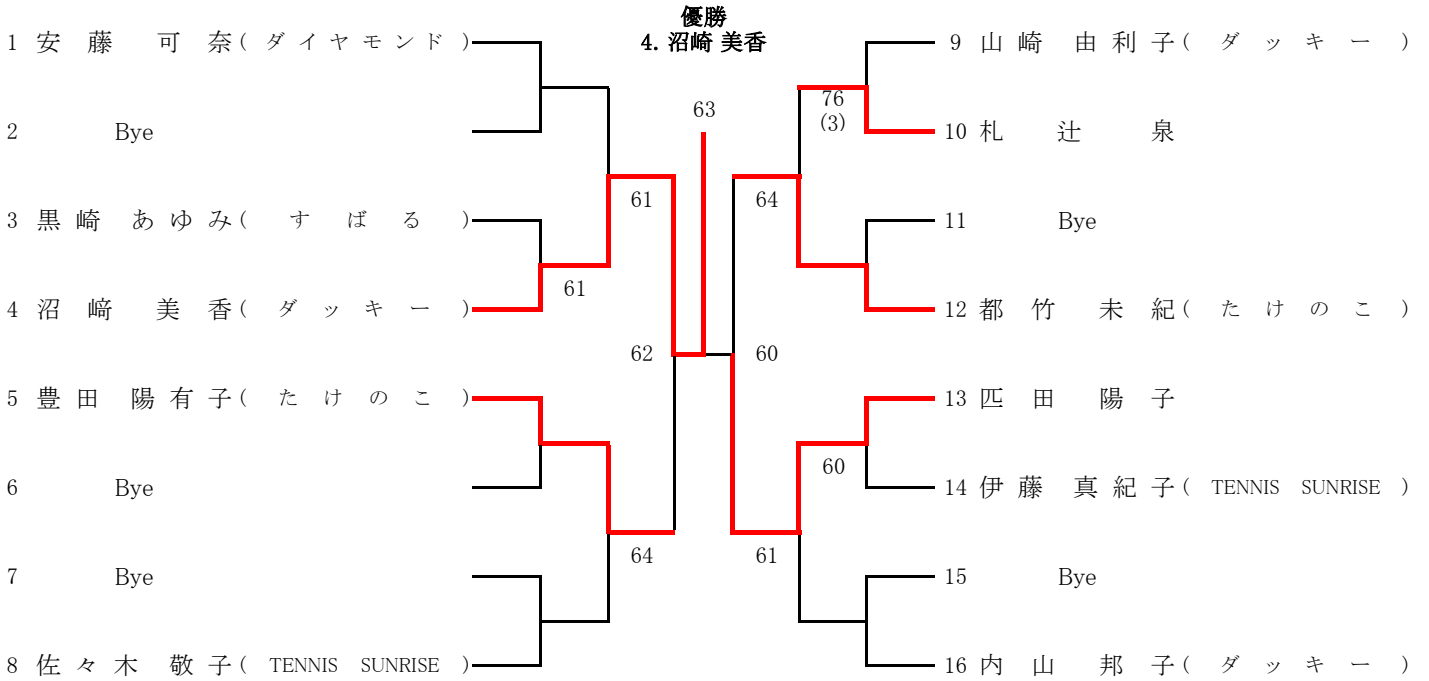 優勝
4. 沼崎 美香
1 安藤 可奈(ダイヤモンド)
2 Bye
3 黒崎 あゆみ(すばる)
4 沼﨑 美香(ダッキー)
5 豊田 陽有子(たけのこ)
6 Bye
7 Bye
8 佐々木 敬子(TENNIS SUNRISE)
61
61
62
64
63
76
(3)
64
60
60
61
9 山崎 由利子(ダッキー)
10 札辻 泉
11 Bye
12 都竹 未紀(たけのこ)
13 匹田 陽子
14 伊藤 真紀子(TENNIS SUNRISE)
15 Bye
16 内山 邦子(ダッキー)